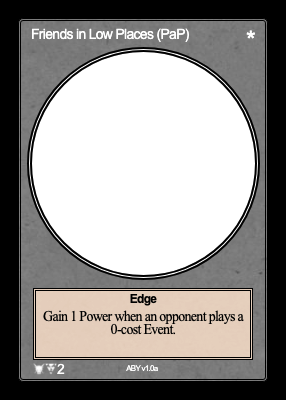 Friends in Low Places (PaP)
*
Edge
Gain 1 Power when an opponent plays a
0-cost Event.
2
ABY v1.0a